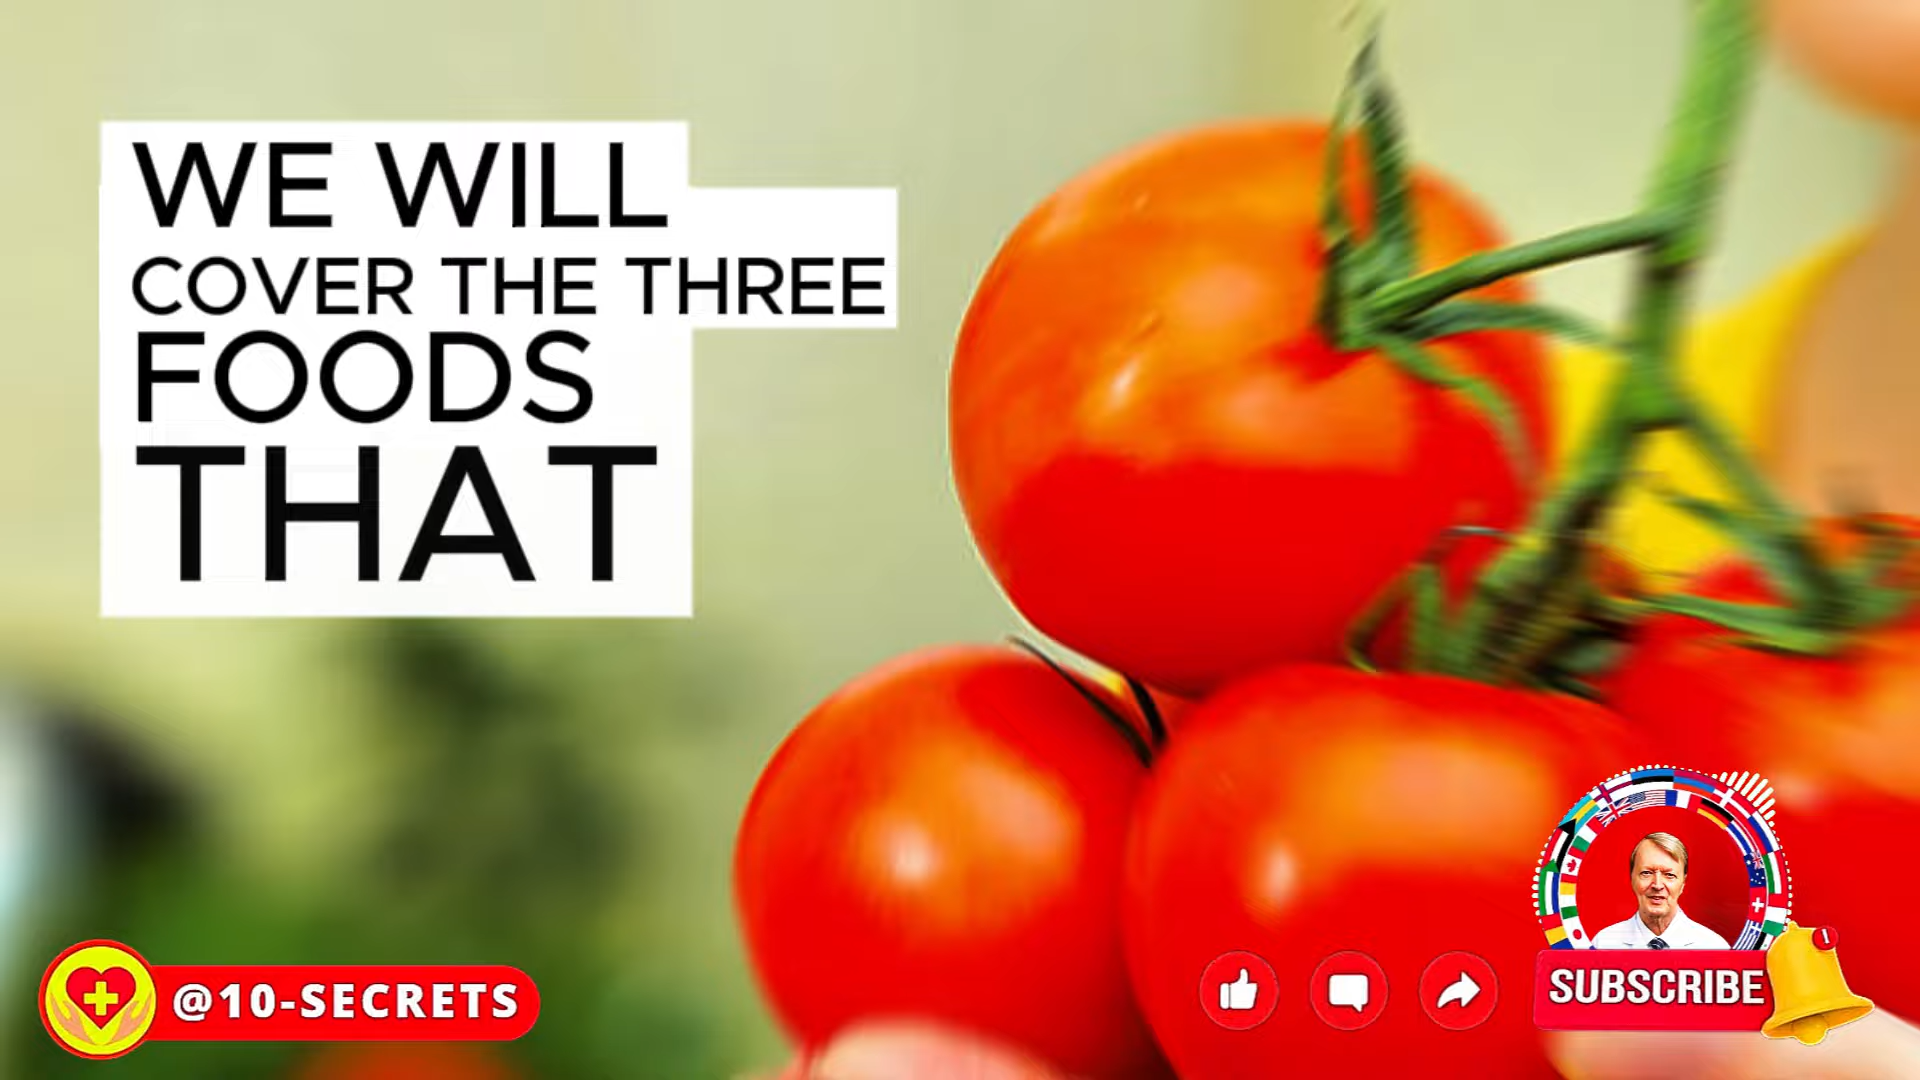 WE WILL
COVER THE THREE
FOODS
THAT
@10-SECRETS
SUBSCRIBE